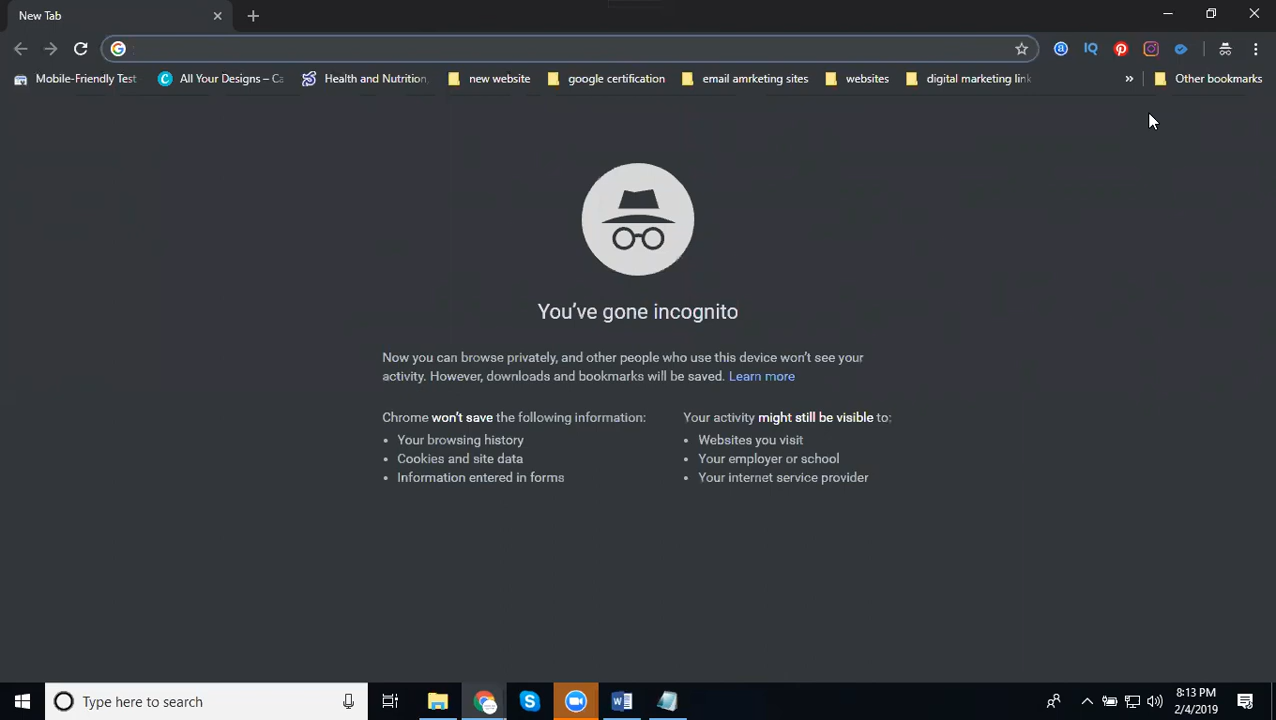 New Tab
Mobile-Friendly Test
All Your Designs – Ca
Health and Nutrition,
new website
google certification
email amrketing sites
websites
digital marketing link
»
Other bookmarks
You've gone incognito
Now you can browse privately, and other people who use this device won't see your
activity. However, downloads and bookmarks will be saved. Learn more
Chrome won't save the following information:
• Your browsing history
• Cookies and site data
• Information entered in forms
Your activity might still be visible to:
• Websites you visit
• Your employer or school
• Your internet service provider
Type here to search
8:13 PM
2/4/2019